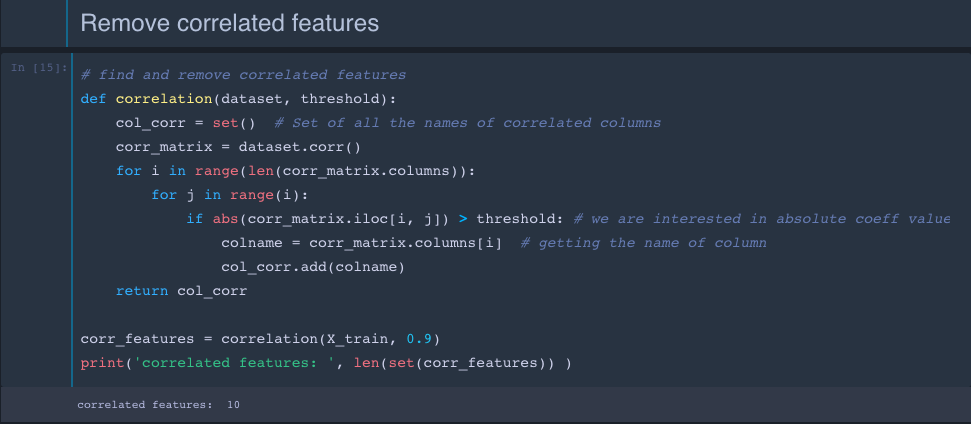 Remove correlated features
In [15]:
# find and remove correlated features
def correlation(dataset, threshold):
    col_corr = set()  # Set of all the names of correlated columns
    corr_matrix = dataset.corr()
    for i in range(len(corr_matrix.columns)):
        for j in range(i):
            if abs(corr_matrix.iloc[i, j]) > threshold: # we are interested in absolute coeff value
                colname = corr_matrix.columns[i]  # getting the name of column
                col_corr.add(colname)
    return col_corr
corr_features = correlation(X_train, 0.9)
print('correlated features: ', len(set(corr_features)) )
correlated features:  10